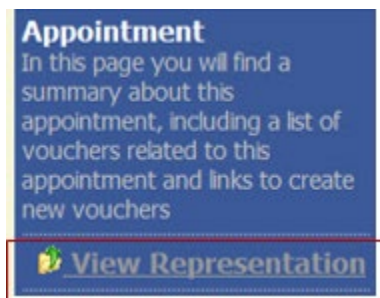 Appointment
In this page you will find a
summary about this
appointment, including a list of
vouchers related to this
appointment and links to create
new vouchers
View Representation